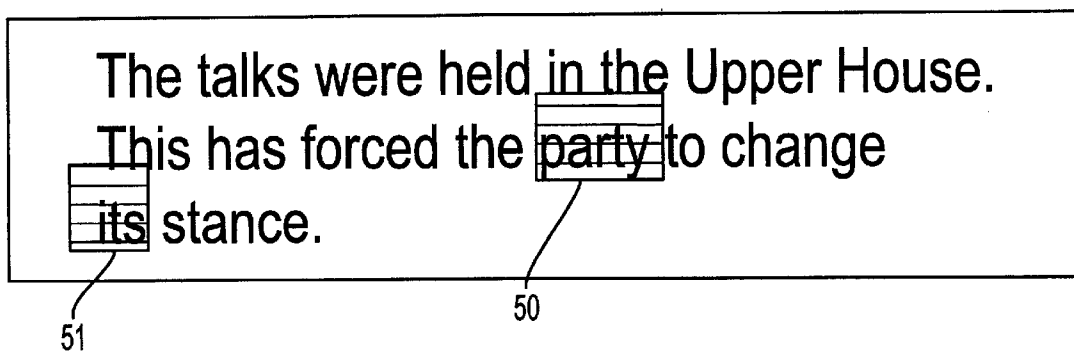 The talks were held in the Upper House.
This has forced the party to change
its stance.
50
51